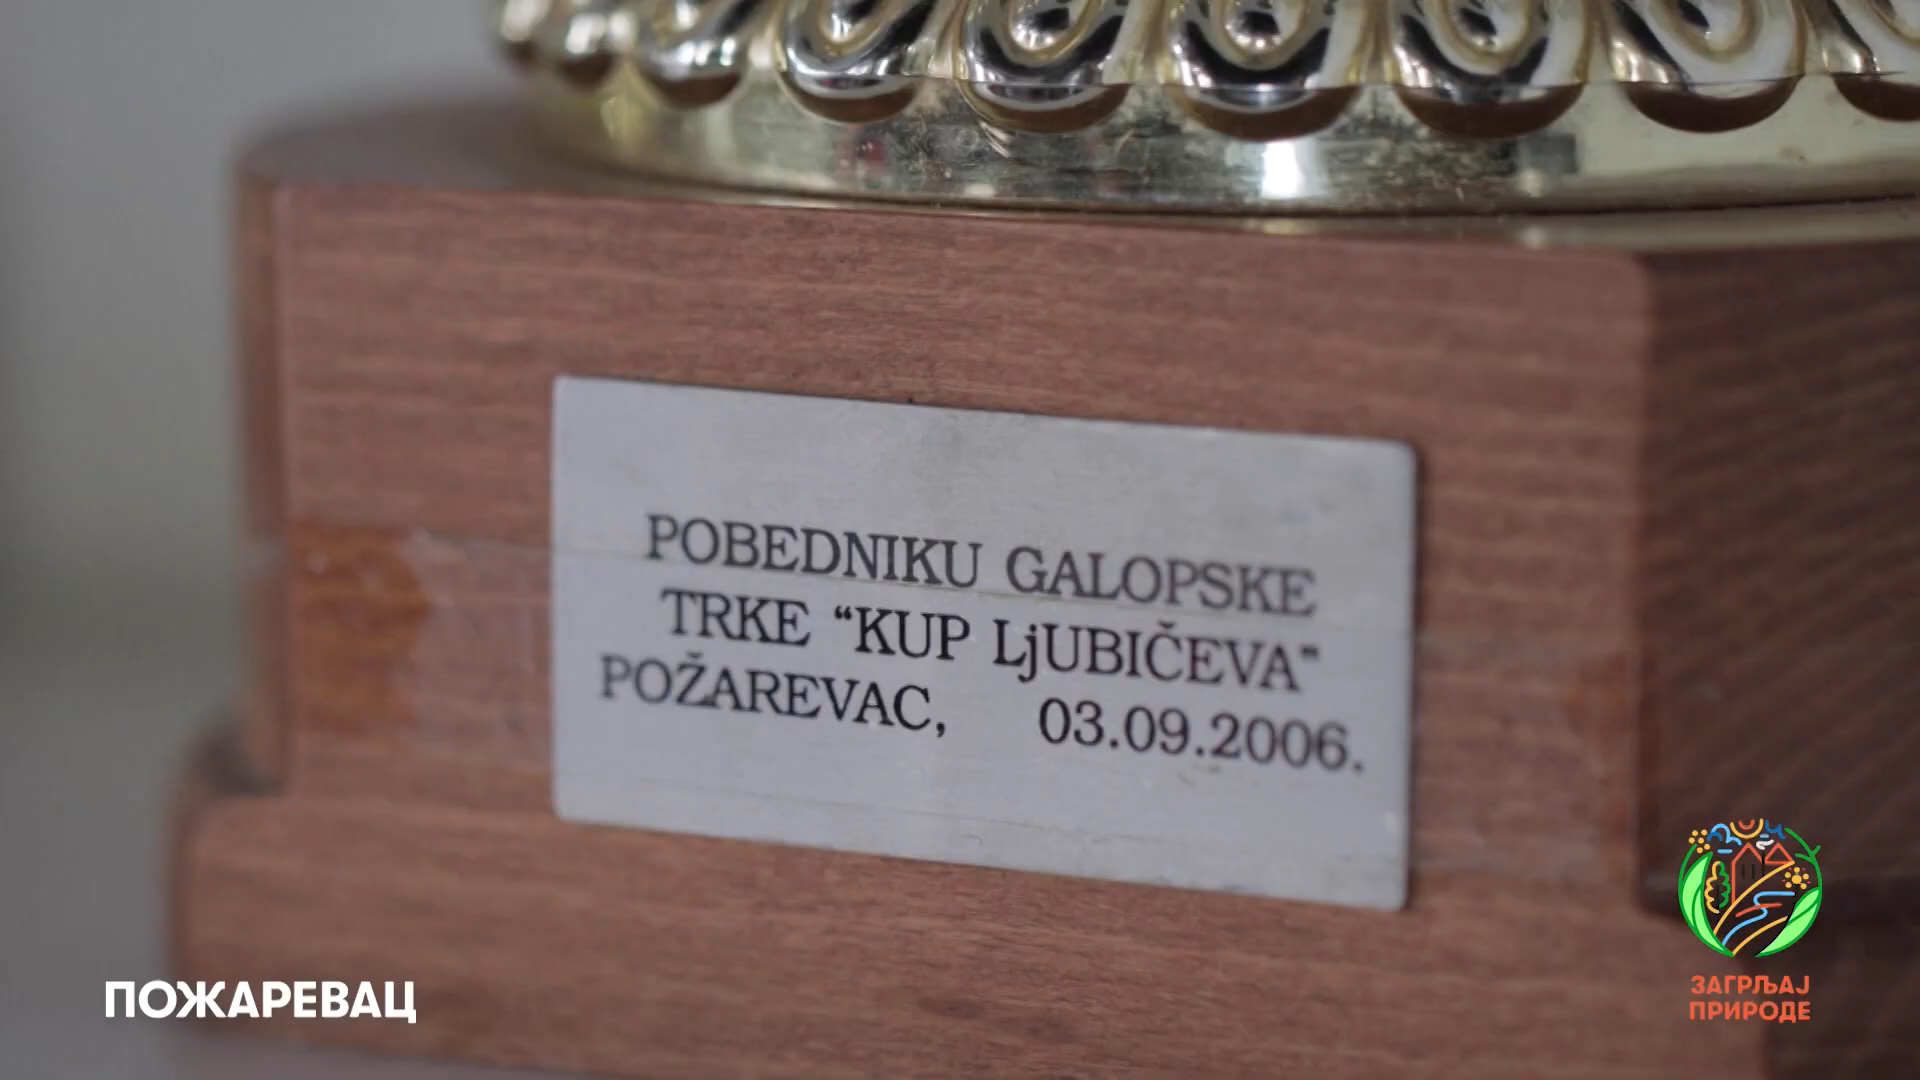 POBEDNIKU GALOPSKE
TRKE “KUP LjUBIČEVA”
POŽAREVAC, 03.09.2006.
ПОЖАРЕВАЦ
ЗАГРЉАЈ
ПРИРОДЕ